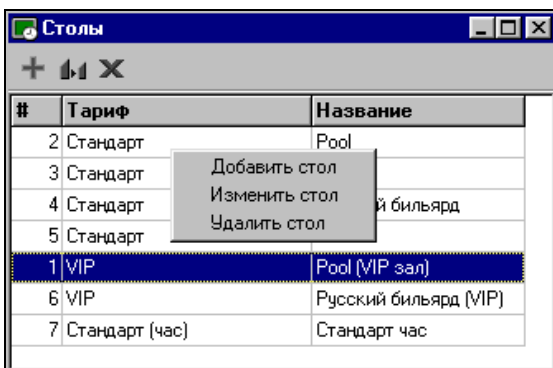 Столы
# Тариф Название
2 Стандарт Pool
3 Стандарт
Добавить стол
4 Стандарт й бильярд
Изменить стол
5 Стандарт
Удалить стол
1 VIP Pool (VIP зал)
6 VIP Русский бильярд (VIP)
7 Стандарт (час) Стандарт час